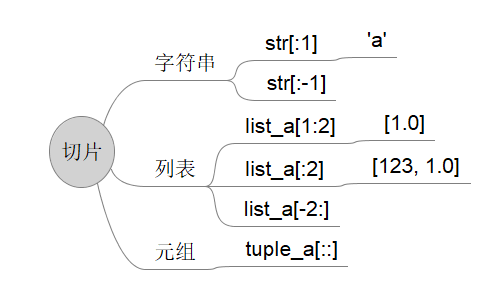 切片
字符串
str[:1]
'a'
str[:-1]
列表
list_a[1:2]
[1.0]
list_a[:2]
[123, 1.0]
list_a[-2:]
元组
tuple_a[::]